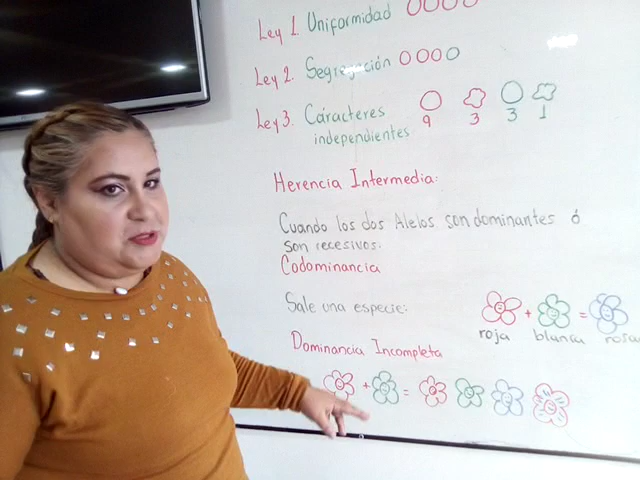 Ley 1. Uniformidad
Ley 2. Segregación
Ley 3. Cáracteres
independientes
9 3 3 1
Herencia Intermedia:
Cuando los dos Alelos son dominantes ó
son recesivos.
Codominancia
Sale una especie:
+ =
roja blanca rosa
Dominancia Incompleta
+ =